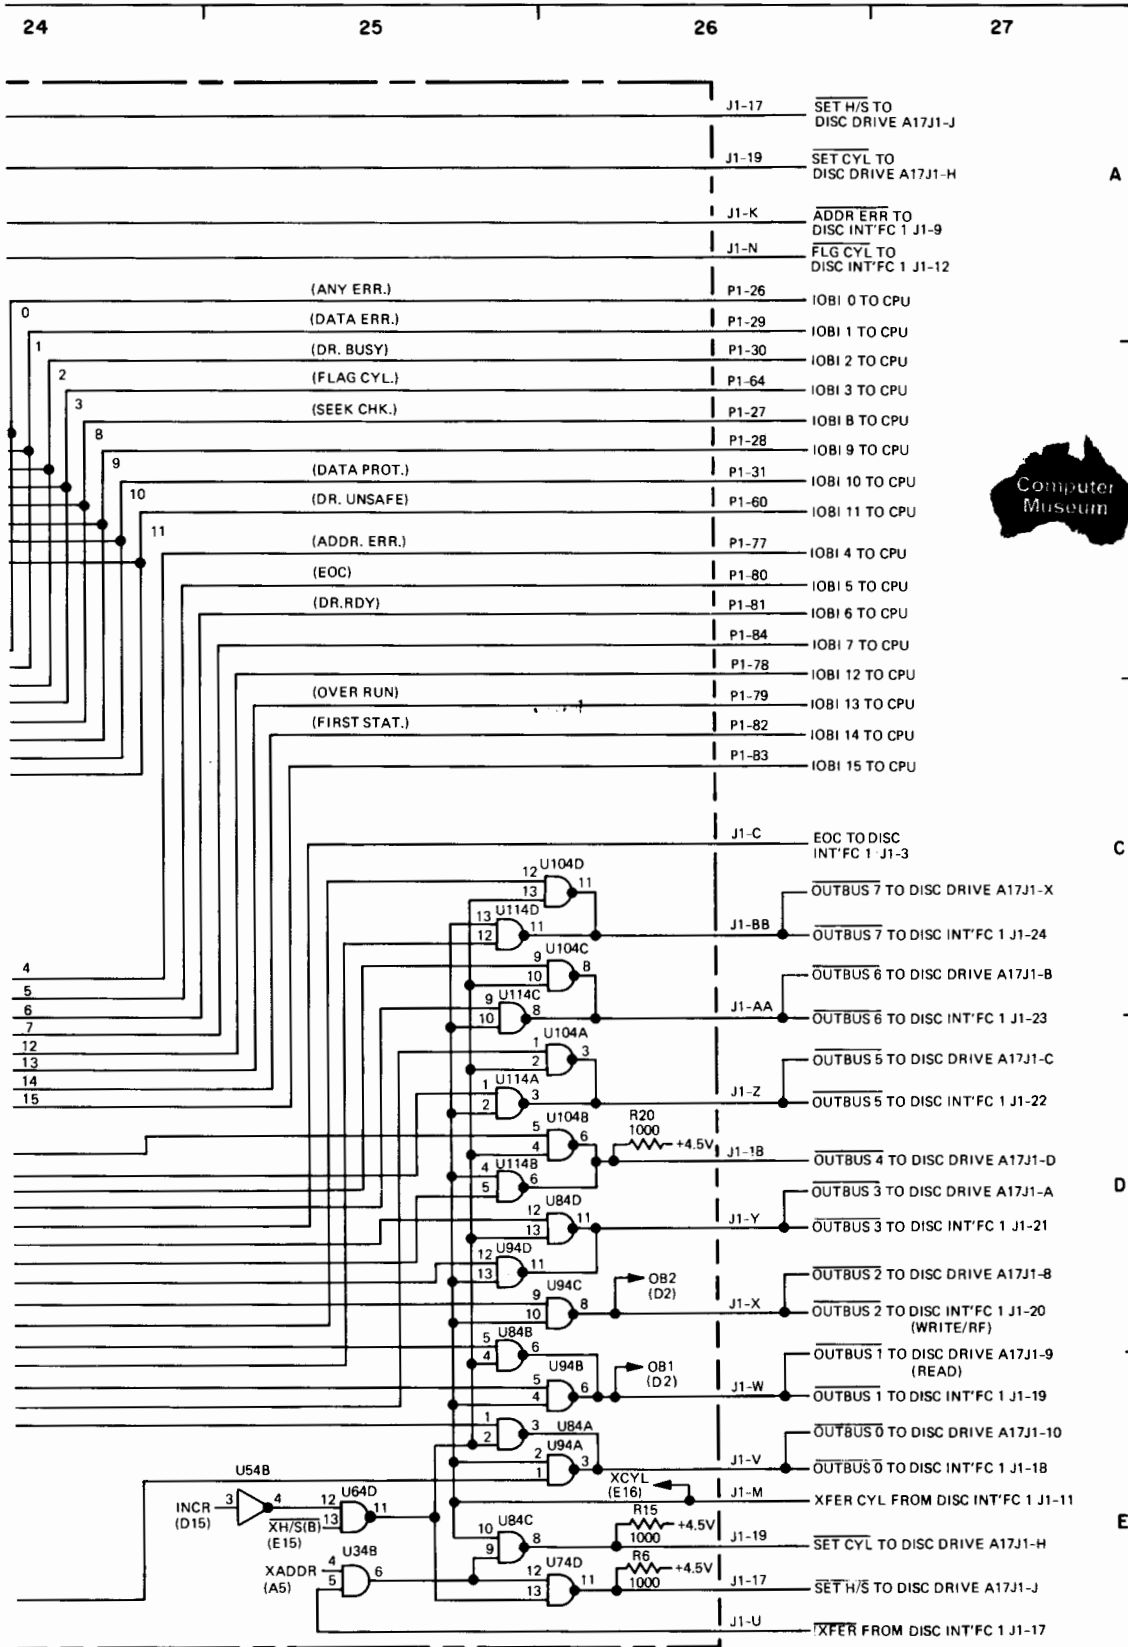 24 25 26 27
J1-17 SET H/S TO
DISC DRIVE A17J1-J
J1-19 SET CYL TO
DISC DRIVE A17J1-H
A
J1-K ADDR ERR TO
DISC INT'FC 1 J1-9
J1-N FLG CYL TO
DISC INT'FC 1 J1-12
0 (ANY ERR.) P1-26 IOBI 0 TO CPU
1 (DATA ERR.) P1-29 IOBI 1 TO CPU
2 (DR. BUSY) P1-30 IOBI 2 TO CPU
3 (FLAG CYL.) P1-64 IOBI 3 TO CPU
8 (SEEK CHK.) P1-27 IOBI 8 TO CPU
9 P1-28 IOBI 9 TO CPU
10 (DATA PROT.) P1-31 IOBI 10 TO CPU
11 (DR. UNSAFE) P1-60 IOBI 11 TO CPU
Computer
Museum
(ADDR. ERR.) P1-77 IOBI 4 TO CPU
(EOC) P1-80 IOBI 5 TO CPU
(DR.RDY) P1-81 IOBI 6 TO CPU
P1-84 IOBI 7 TO CPU
P1-78 IOBI 12 TO CPU
(OVER RUN) P1-79 IOBI 13 TO CPU
(FIRST STAT.) P1-82 IOBI 14 TO CPU
P1-83 IOBI 15 TO CPU
J1-C EOC TO DISC
INT'FC 1 J1-3
C
U104D
12 13 11
OUTBUS 7 TO DISC DRIVE A17J1-X
U114D
13 12 11
J1-BB OUTBUS 7 TO DISC INT'FC 1 J1-24
U104C
9 10 8
OUTBUS 6 TO DISC DRIVE A17J1-B
4
5
6
7
12
13
14
15
U114C
9 10 8
J1-AA OUTBUS 6 TO DISC INT'FC 1 J1-23
U104A
1 2 3
OUTBUS 5 TO DISC DRIVE A17J1-C
U114A
1 2 3
J1-Z OUTBUS 5 TO DISC INT'FC 1 J1-22
U104B
5 4 6
R20
1000
+4.5V
J1-18 OUTBUS 4 TO DISC DRIVE A17J1-D
U114B
4 5 6
D
OUTBUS 3 TO DISC DRIVE A17J1-A
U84D
12 13 11
J1-Y OUTBUS 3 TO DISC INT'FC 1 J1-21
U94D
12 13 11
OB2
(D2)
OUTBUS 2 TO DISC DRIVE A17J1-8
U94C
9 10 8
J1-X OUTBUS 2 TO DISC INT'FC 1 J1-20
(WRITE/RF)
U84B
5 4 6
OB1
(D2)
OUTBUS 1 TO DISC DRIVE A17J1-9
(READ)
U94B
5 4 6
J1-W OUTBUS 1 TO DISC INT'FC 1 J1-19
U84A
1 2 3
OUTBUS 0 TO DISC DRIVE A17J1-10
U94A
2 1 3
J1-V OUTBUS 0 TO DISC INT'FC 1 J1-18
XCYL
(E16)
J1-M XFER CYL FROM DISC INT'FC 1 J1-11
U54B
INCR 3 4
(D15)
U64D
12 13 11
XH/S(B)
(E15)
E
U84C
10 9 8
R15
1000
+4.5V
J1-19 SET CYL TO DISC DRIVE A17J1-H
U34B
XADDR 4 5 6
(A5)
U74D
12 13 11
R6
1000
+4.5V
J1-17 SET H/S TO DISC DRIVE A17J1-J
J1-U IXFER FROM DISC INT'FC 1 J1-17